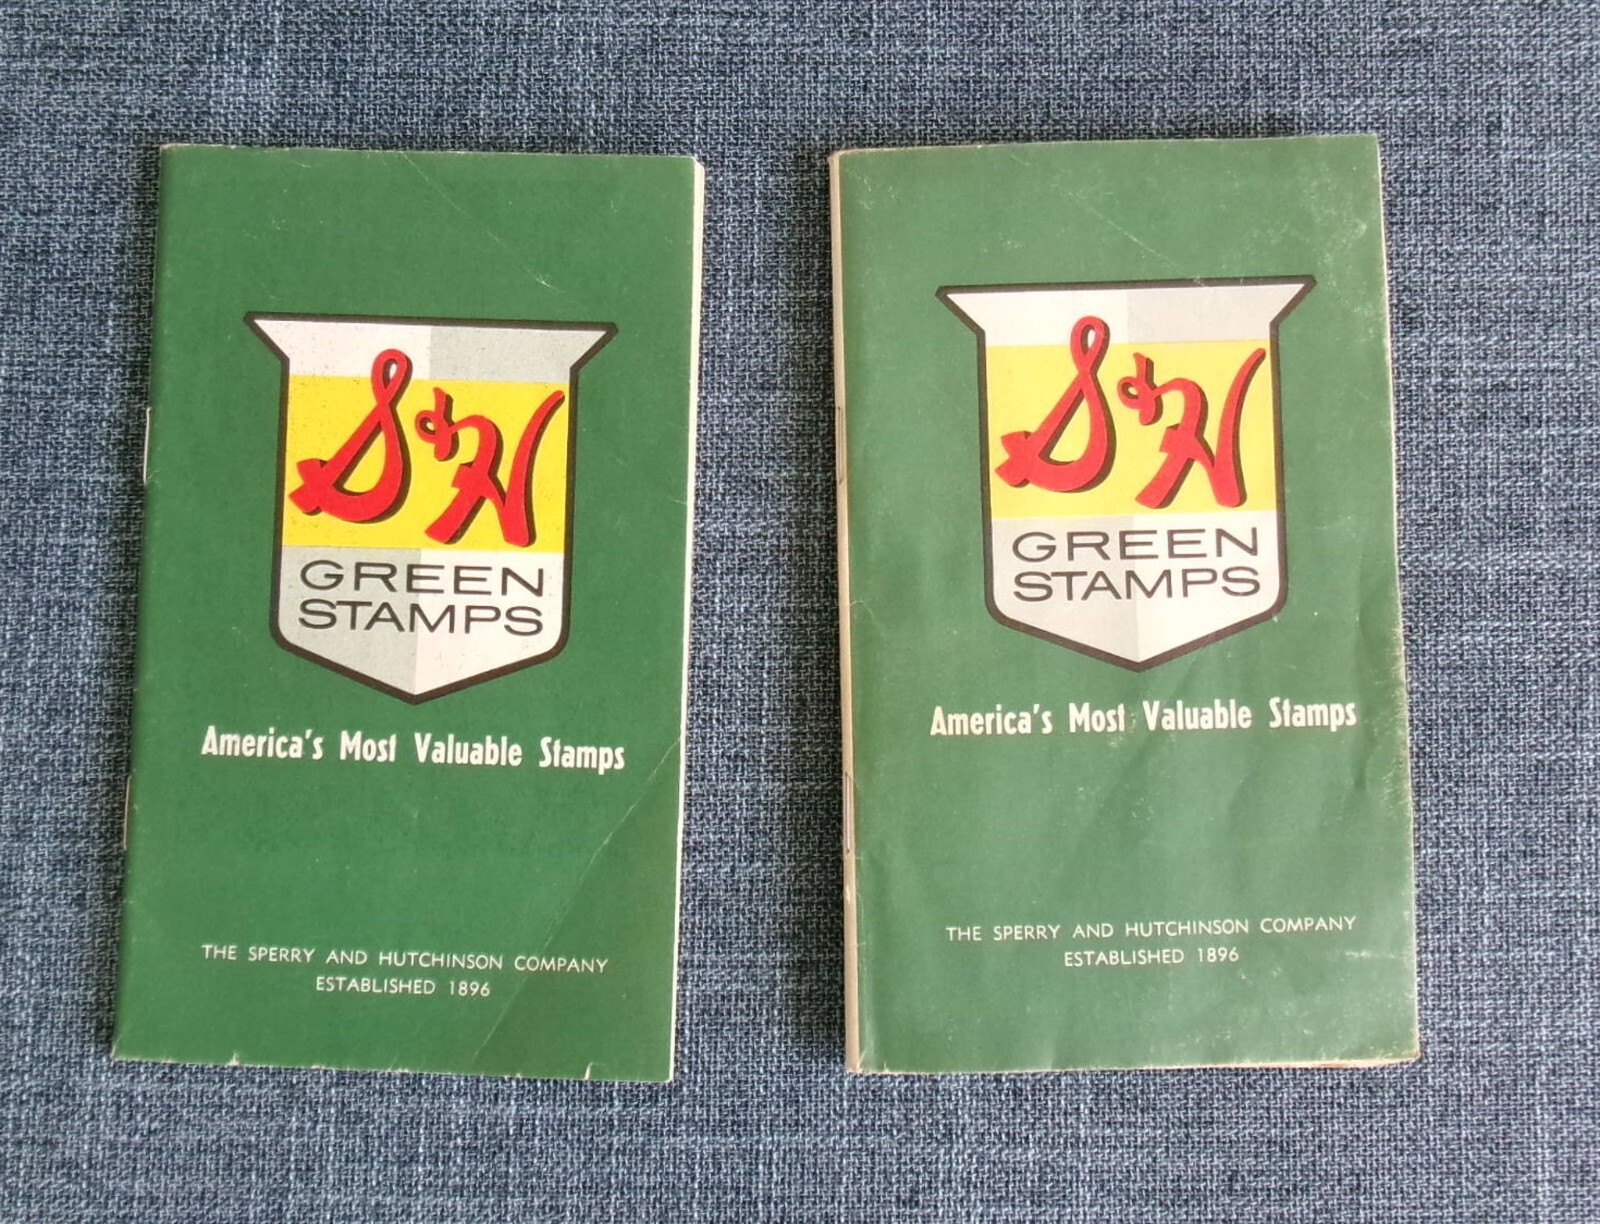 S&H
GREEN
STAMPS
America's Most Valuable Stamps
THE SPERRY AND HUTCHINSON COMPANY
ESTABLISHED 1896
S&H
GREEN
STAMPS
America's Most Valuable Stamps
THE SPERRY AND HUTCHINSON COMPANY
ESTABLISHED 1896